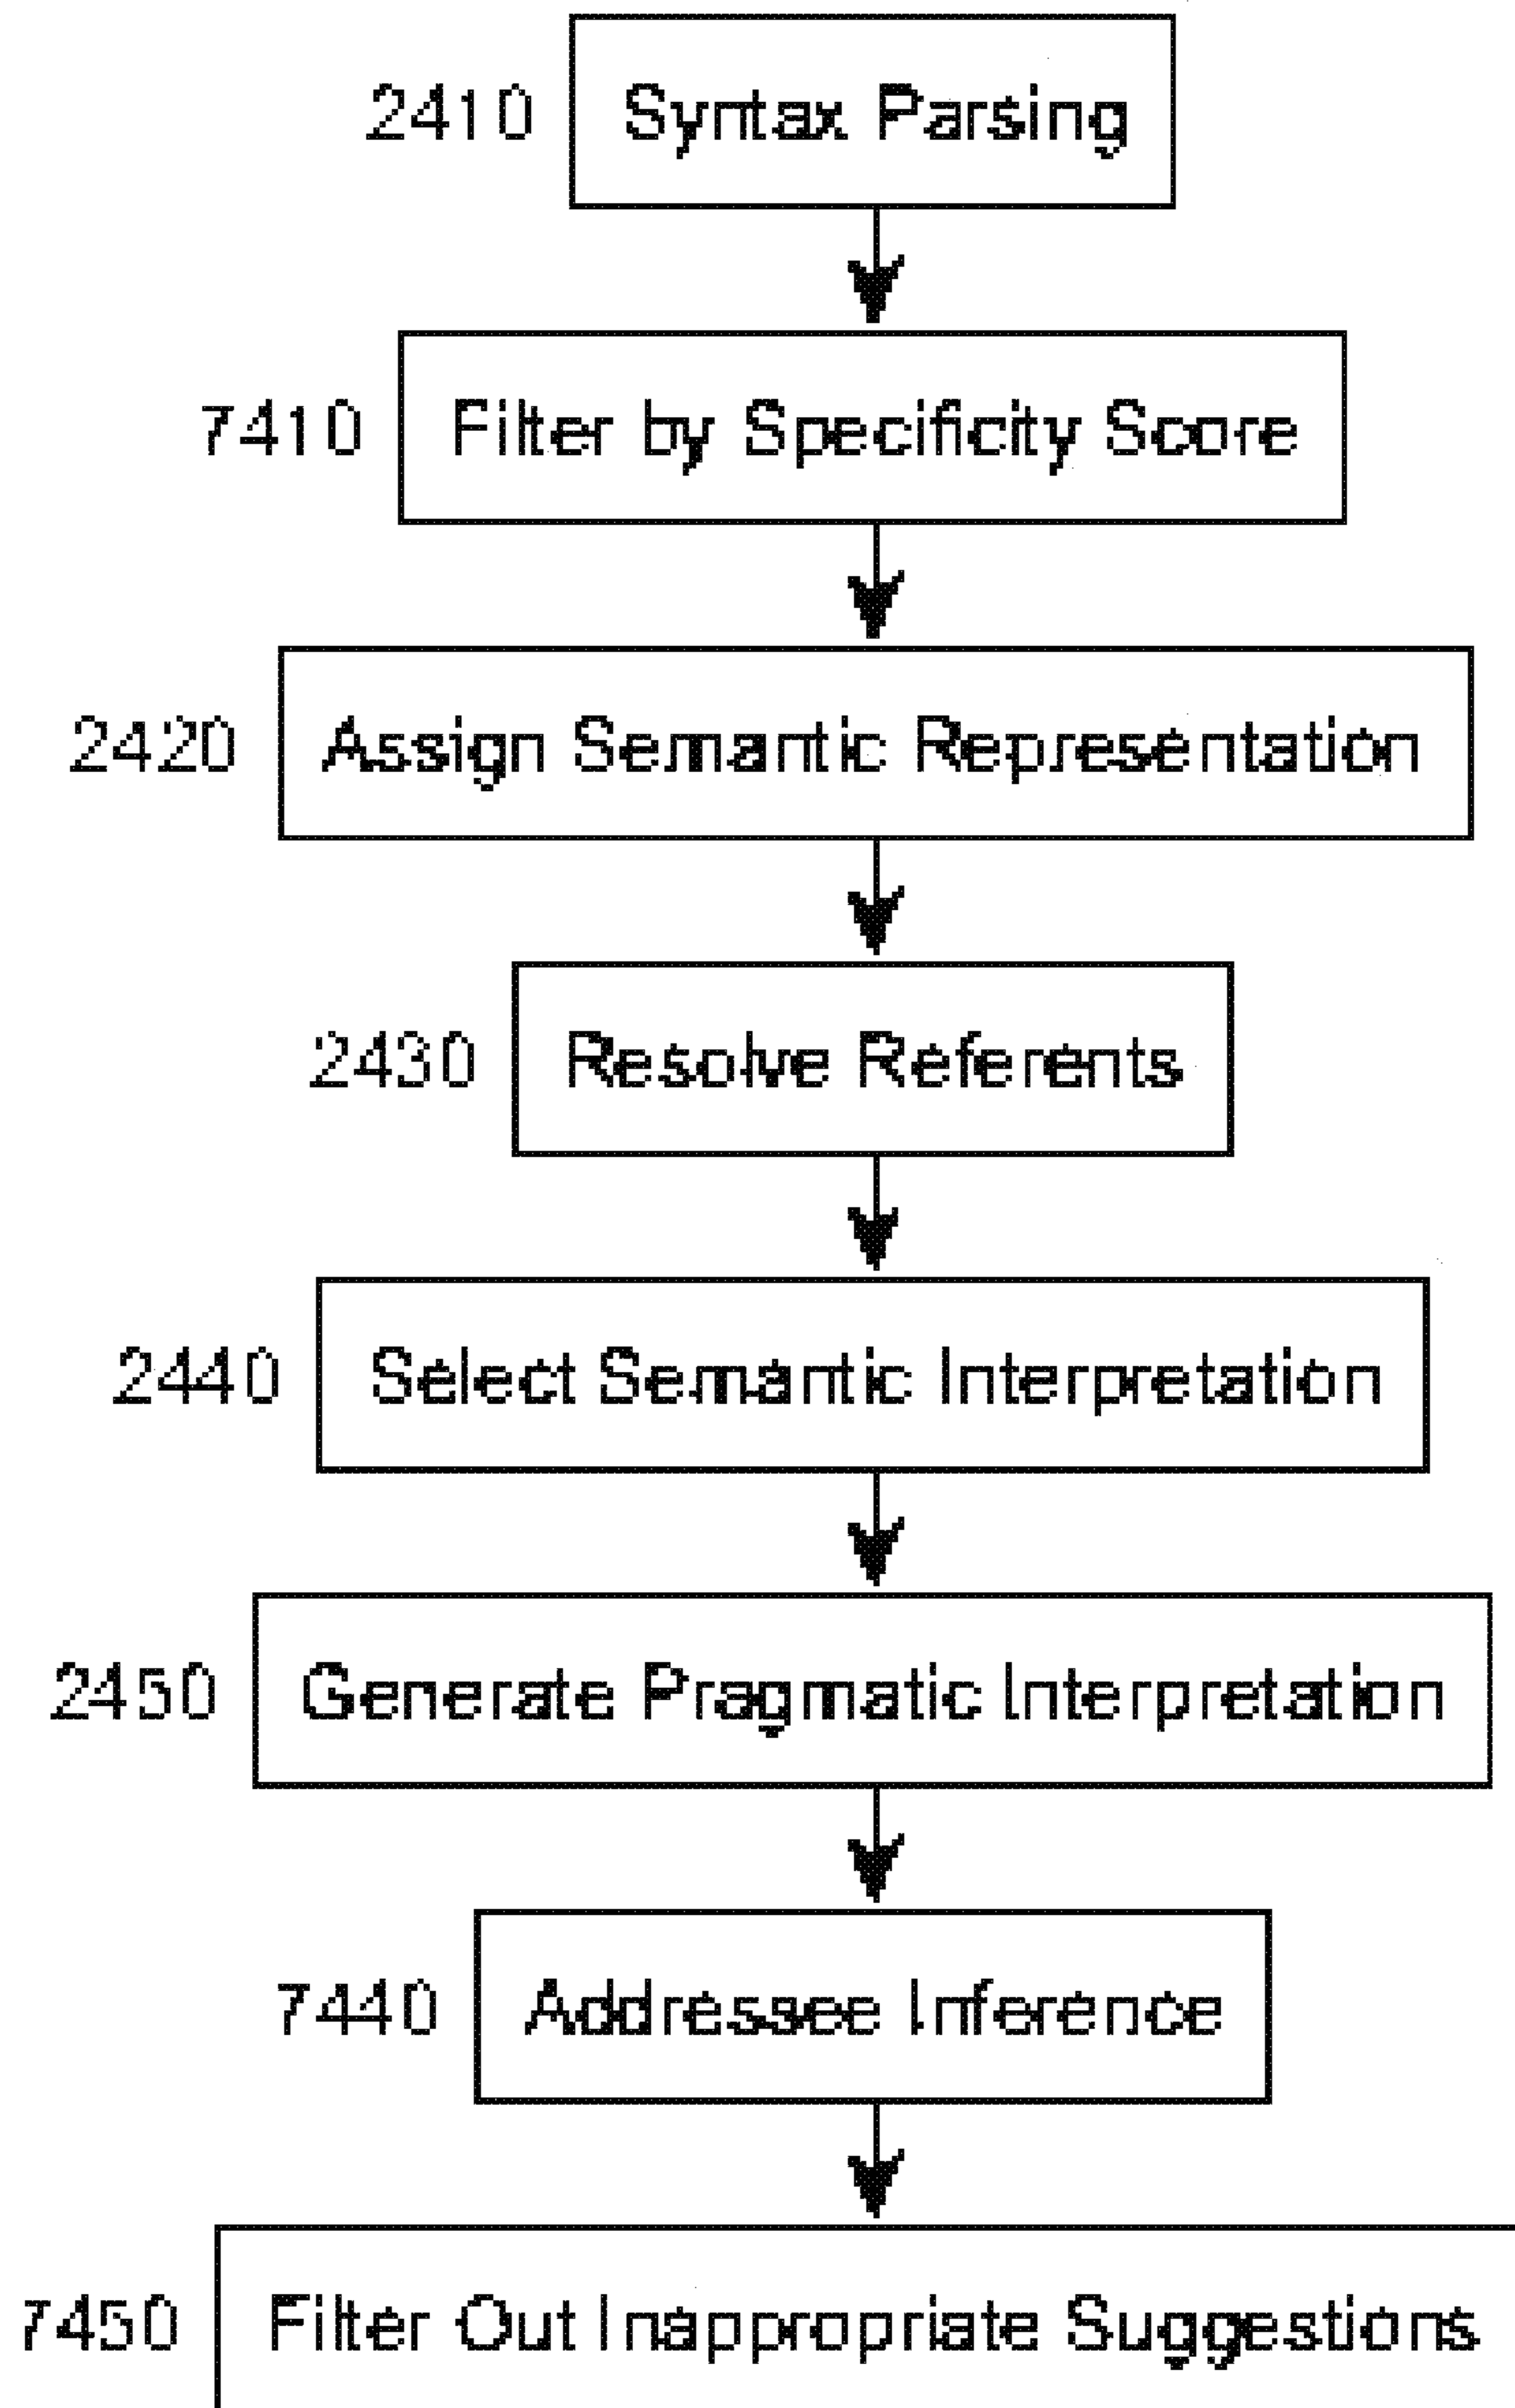 2410 Syntax Parsing
7410 Filter by Specificity Score
2420 Assign Semantic Representation
2430 Resolve Referents
2440 Select Semantic Interpretation
2450 Generate Pragmatic Interpretation
7440 Addressee Inference
7450 Filter Out Inappropriate Suggestions